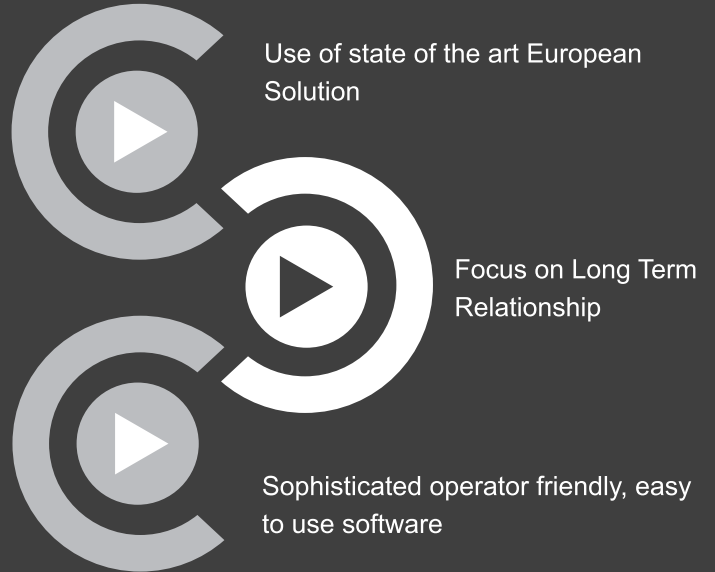 Use of state of the art European
Solution
Focus on Long Term
Relationship
Sophisticated operator friendly, easy
to use software